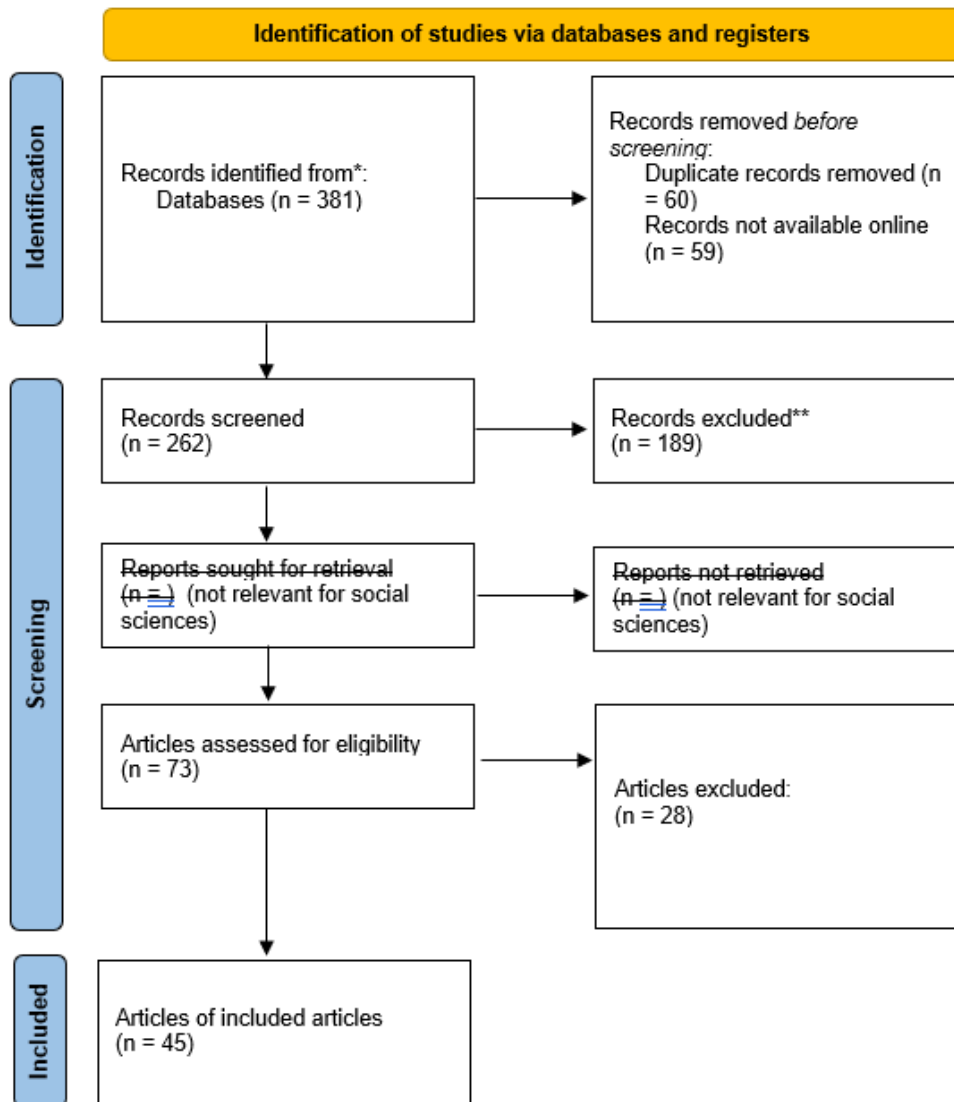 Identification of studies via databases and registers
Identification
Records identified from*:
Databases (n = 381)
Records removed before
screening:
Duplicate records removed (n
= 60)
Records not available online
(n = 59)
Screening
Records screened
(n = 262)
Records excluded**
(n = 189)
Reports sought for retrieval
(n = ) (not relevant for social
sciences)
Reports not retrieved
(n = ) (not relevant for social
sciences)
Articles assessed for eligibility
(n = 73)
Articles excluded:
(n = 28)
Included
Articles of included articles
(n = 45)